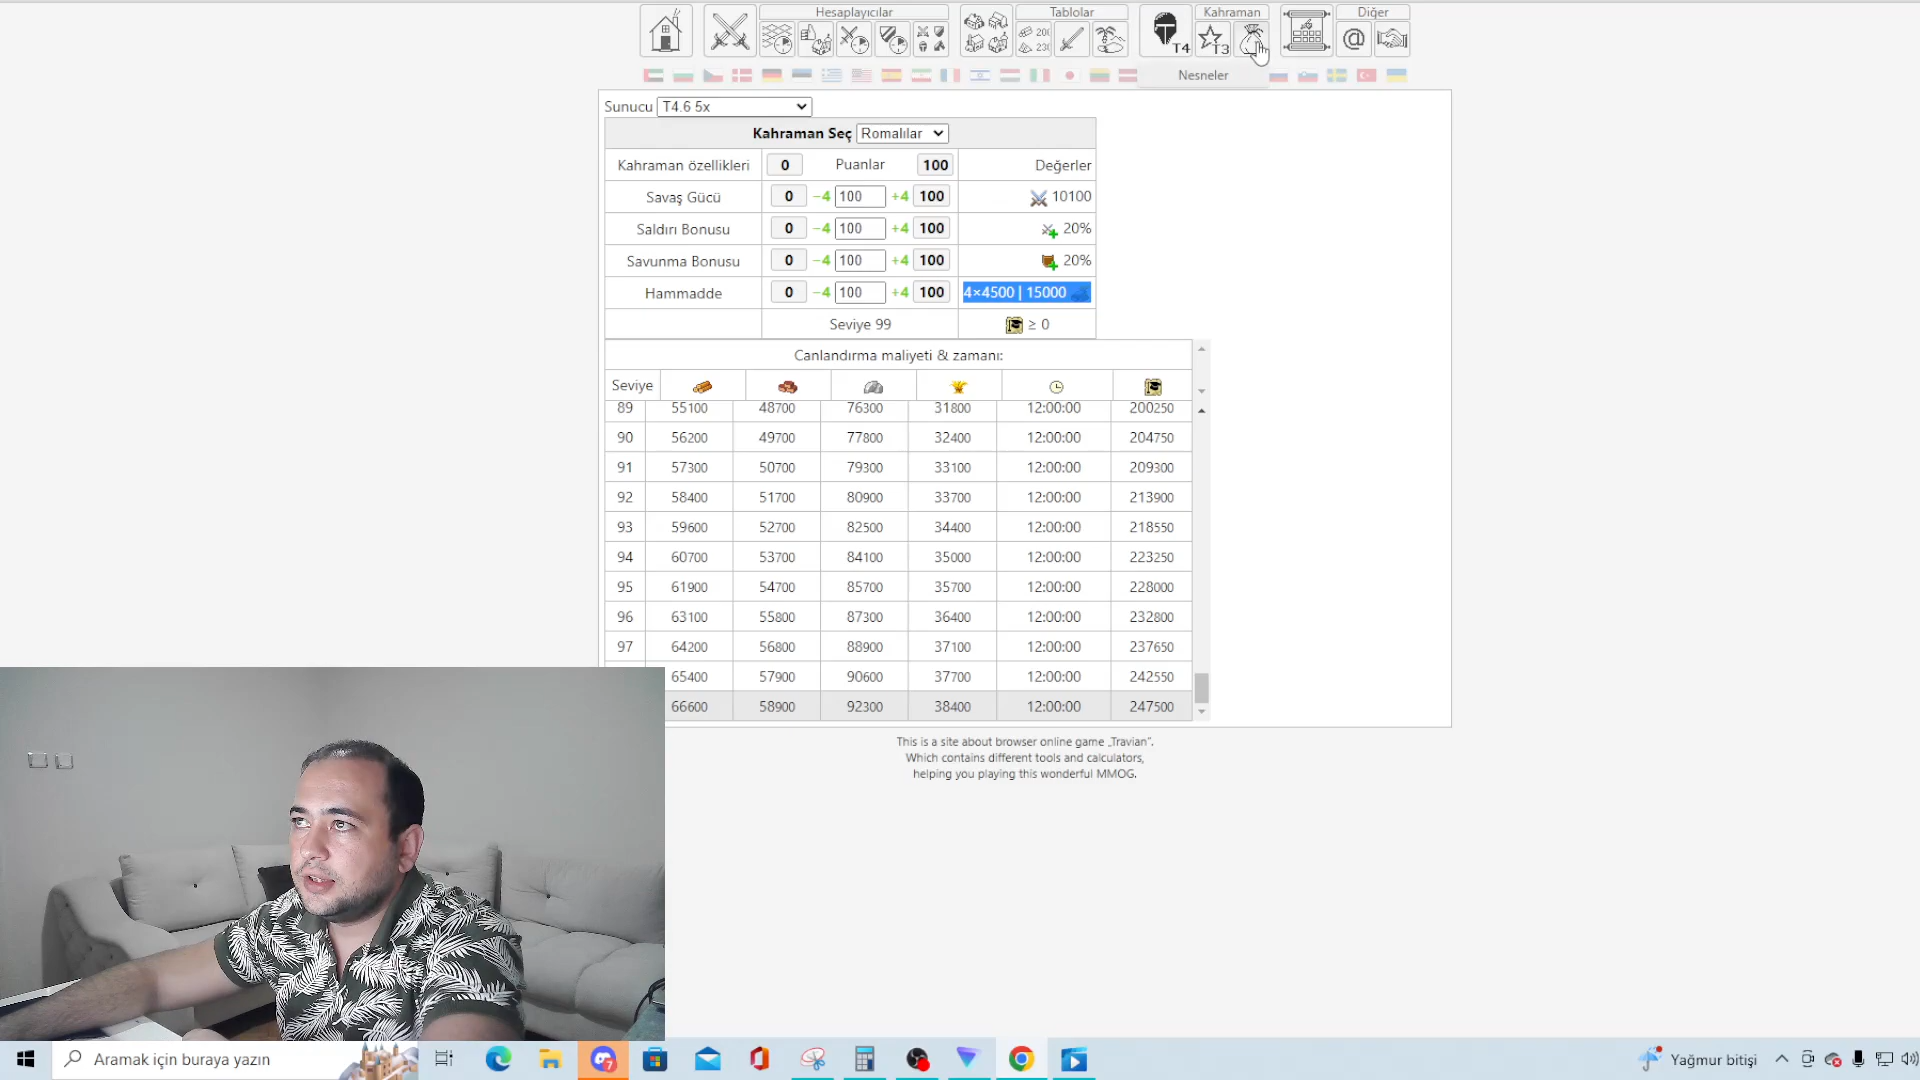 Hesaplayıcılar
Tablolar
Kahraman
Diğer
T4
T3
Nesneler
Sunucu T4.6 5x
Kahraman Seç Romalılar
Kahraman özellikleri 0 Puanlar 100 Değerler
Savaş Gücü 0 −4 100 +4 100 10100
Saldırı Bonusu 0 −4 100 +4 100 20%
Savunma Bonusu 0 −4 100 +4 100 20%
Hammadde 0 −4 100 +4 100 4×4500 | 15000
Seviye 99 ≥ 0
Canlandırma maliyeti & zamanı:
Seviye
89 55100 48700 76300 31800 12:00:00 200250
90 56200 49700 77800 32400 12:00:00 204750
91 57300 50700 79300 33100 12:00:00 209300
92 58400 51700 80900 33700 12:00:00 213900
93 59600 52700 82500 34400 12:00:00 218550
94 60700 53700 84100 35000 12:00:00 223250
95 61900 54700 85700 35700 12:00:00 228000
96 63100 55800 87300 36400 12:00:00 232800
97 64200 56800 88900 37100 12:00:00 237650
65400 57900 90600 37700 12:00:00 242550
66600 58900 92300 38400 12:00:00 247500
This is a site about browser online game „Travian”.
Which contains different tools and calculators,
helping you playing this wonderful MMOG.
Aramak için buraya yazın
Yağmur bitişi